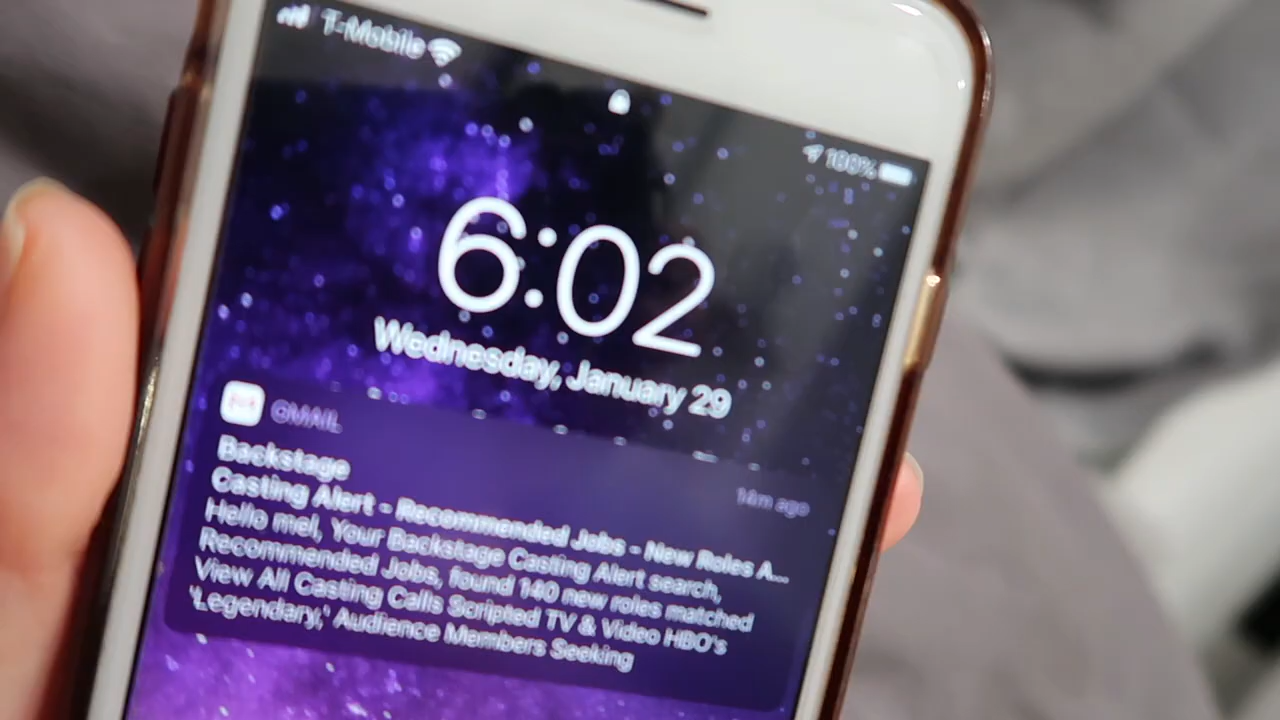 T-Mobile
100%
6:02
Wednesday, January 29
GMAIL
14m ago
Backstage
Casting Alert - Recommended Jobs - New Roles A...
Hello mel, Your Backstage Casting Alert search,
Recommended Jobs, found 140 new roles matched
View All Casting Calls Scripted TV & Video HBO's
'Legendary,' Audience Members Seeking